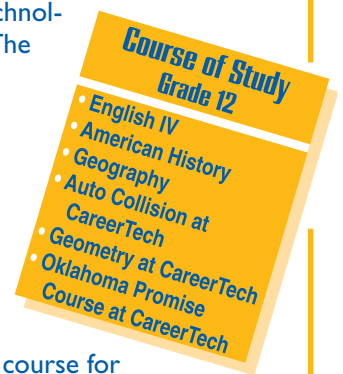 chnol-
The
Course of Study
Grade 12
• English IV
• American History
• Geography
• Auto Collision at
CareerTech
• Geometry at CareerTech
• Oklahoma Promise
Course at CareerTech
course for